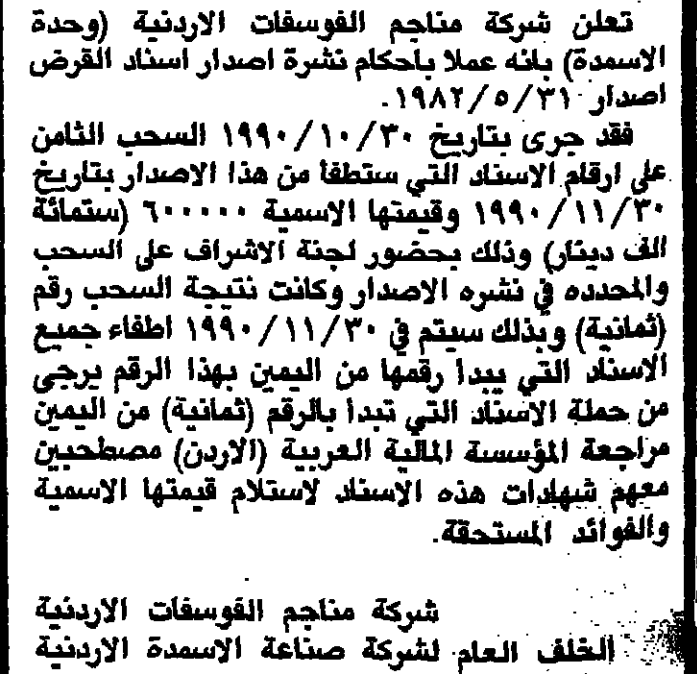 تعلن شركة مناجم الفوسفات الاردنية (وحدة
الاسمدة) بانه عملا باحكام نشرة اصدار اسناد القرض
اصدار ١٩٨٢/٥/٣١.
فقد جرى بتاريخ ١٩٩٠/١٠/٣٠ السحب الثامن
على ارقام الاسناد التي ستطفأ من هذا الاصدار بتاريخ
١٩٩٠/١١/٣٠ وقيمتها الاسمية ٦٠٠٠٠٠ (ستمائة
الف دينار) وذلك بحضور لجنة الاشراف على السحب
والمحدده في نشره الاصدار وكانت نتيجة السحب رقم
(ثمانية) وبذلك سيتم في ١٩٩٠/١١/٣٠ اطفاء جميع
الاسناد التي يبدا رقمها من اليمين بهذا الرقم يرجى
من حملة الاسناد التي تبدا بالرقم (ثمانية) من اليمين
مراجعة المؤسسة المالية العربية (الاردن) مصطحبين
معهم شهادات هذه الاسناد لاستلام قيمتها الاسمية
والفوائد المستحقة.
شركة مناجم الفوسفات الاردنية
الخلف العام لشركة صناعة الاسمدة الاردنية